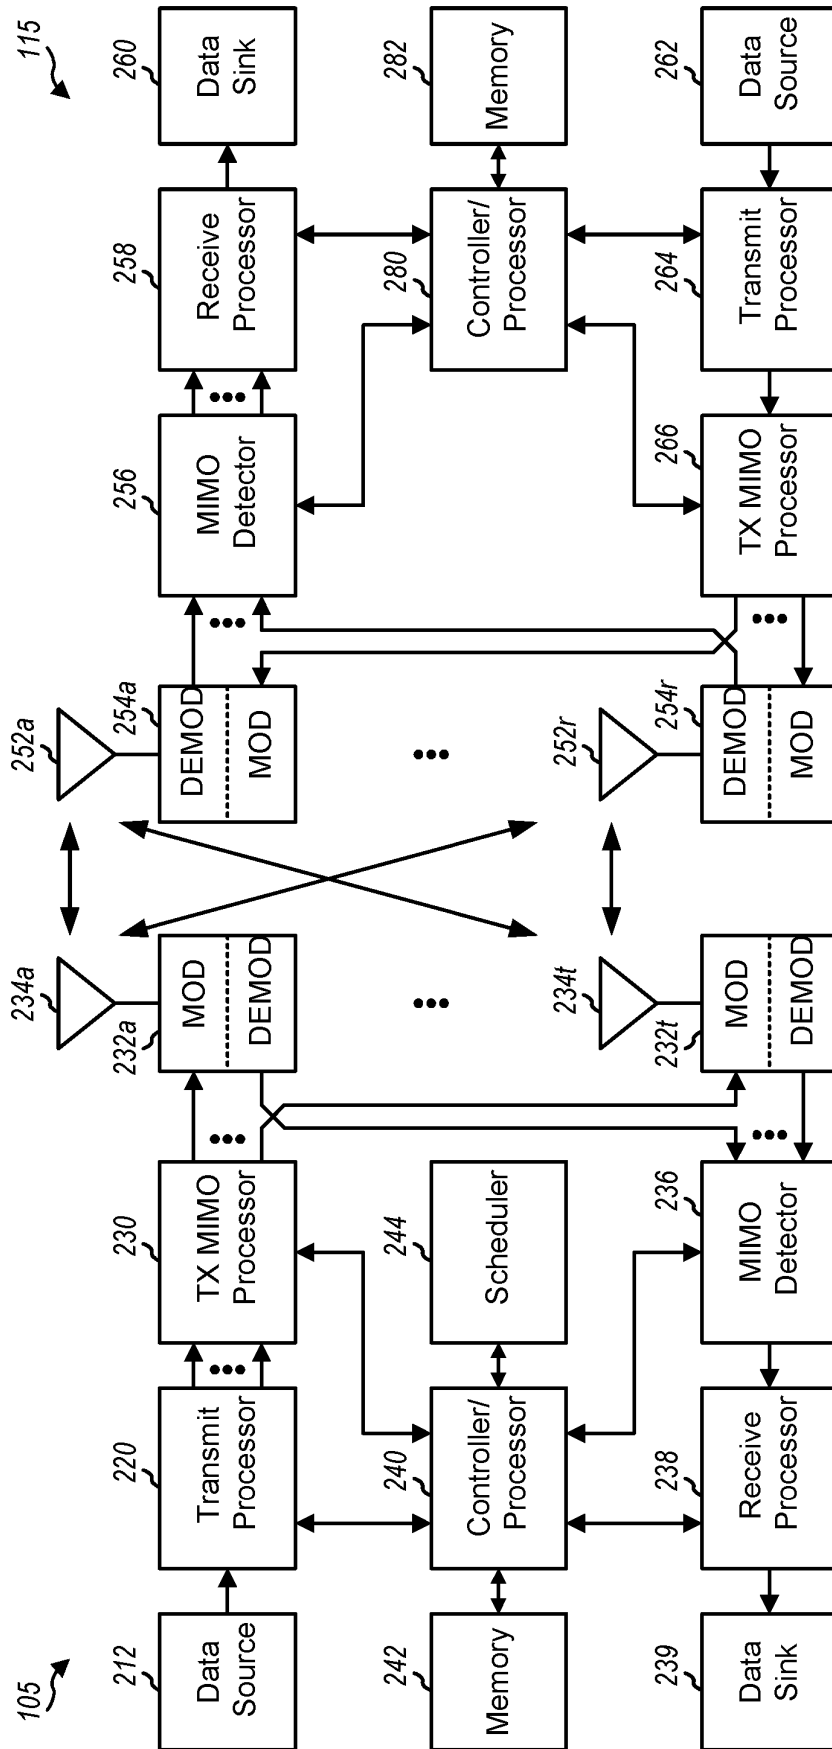 105
115
212
Data
Source
220
Transmit
Processor
•••
230
TX MIMO
Processor
•••
232a
234a
MOD
DEMOD
252a
254a
DEMOD
MOD
•••
256
MIMO
Detector
•••
258
Receive
Processor
260
Data
Sink
242
Memory
240
Controller/
Processor
244
Scheduler
•••
•••
280
Controller/
Processor
282
Memory
239
Data
Sink
238
Receive
Processor
236
MIMO
Detector
•••
232t
234t
MOD
DEMOD
252r
254r
DEMOD
MOD
•••
266
TX MIMO
Processor
264
Transmit
Processor
262
Data
Source